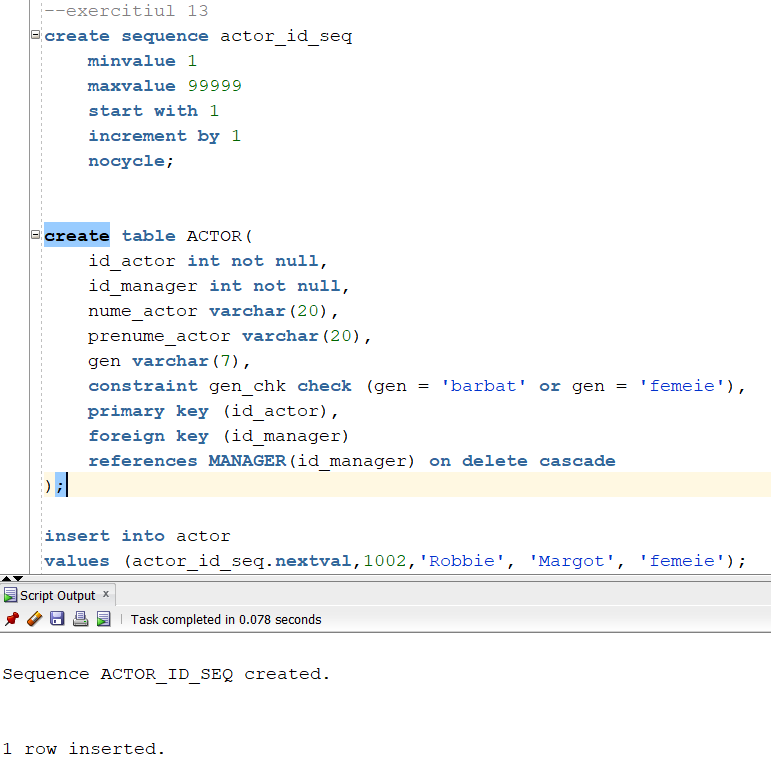 --exercitiul 13
create sequence actor_id_seq
    minvalue 1
    maxvalue 99999
    start with 1
    increment by 1
    nocycle;
create table ACTOR(
    id_actor int not null,
    id_manager int not null,
    nume_actor varchar(20),
    prenume_actor varchar(20),
    gen varchar(7),
    constraint gen_chk check (gen = 'barbat' or gen = 'femeie'),
    primary key (id_actor),
    foreign key (id_manager)
    references MANAGER(id_manager) on delete cascade
);
insert into actor
values (actor_id_seq.nextval,1002,'Robbie', 'Margot', 'femeie');
Script Output x
Task completed in 0.078 seconds
Sequence ACTOR_ID_SEQ created.
1 row inserted.